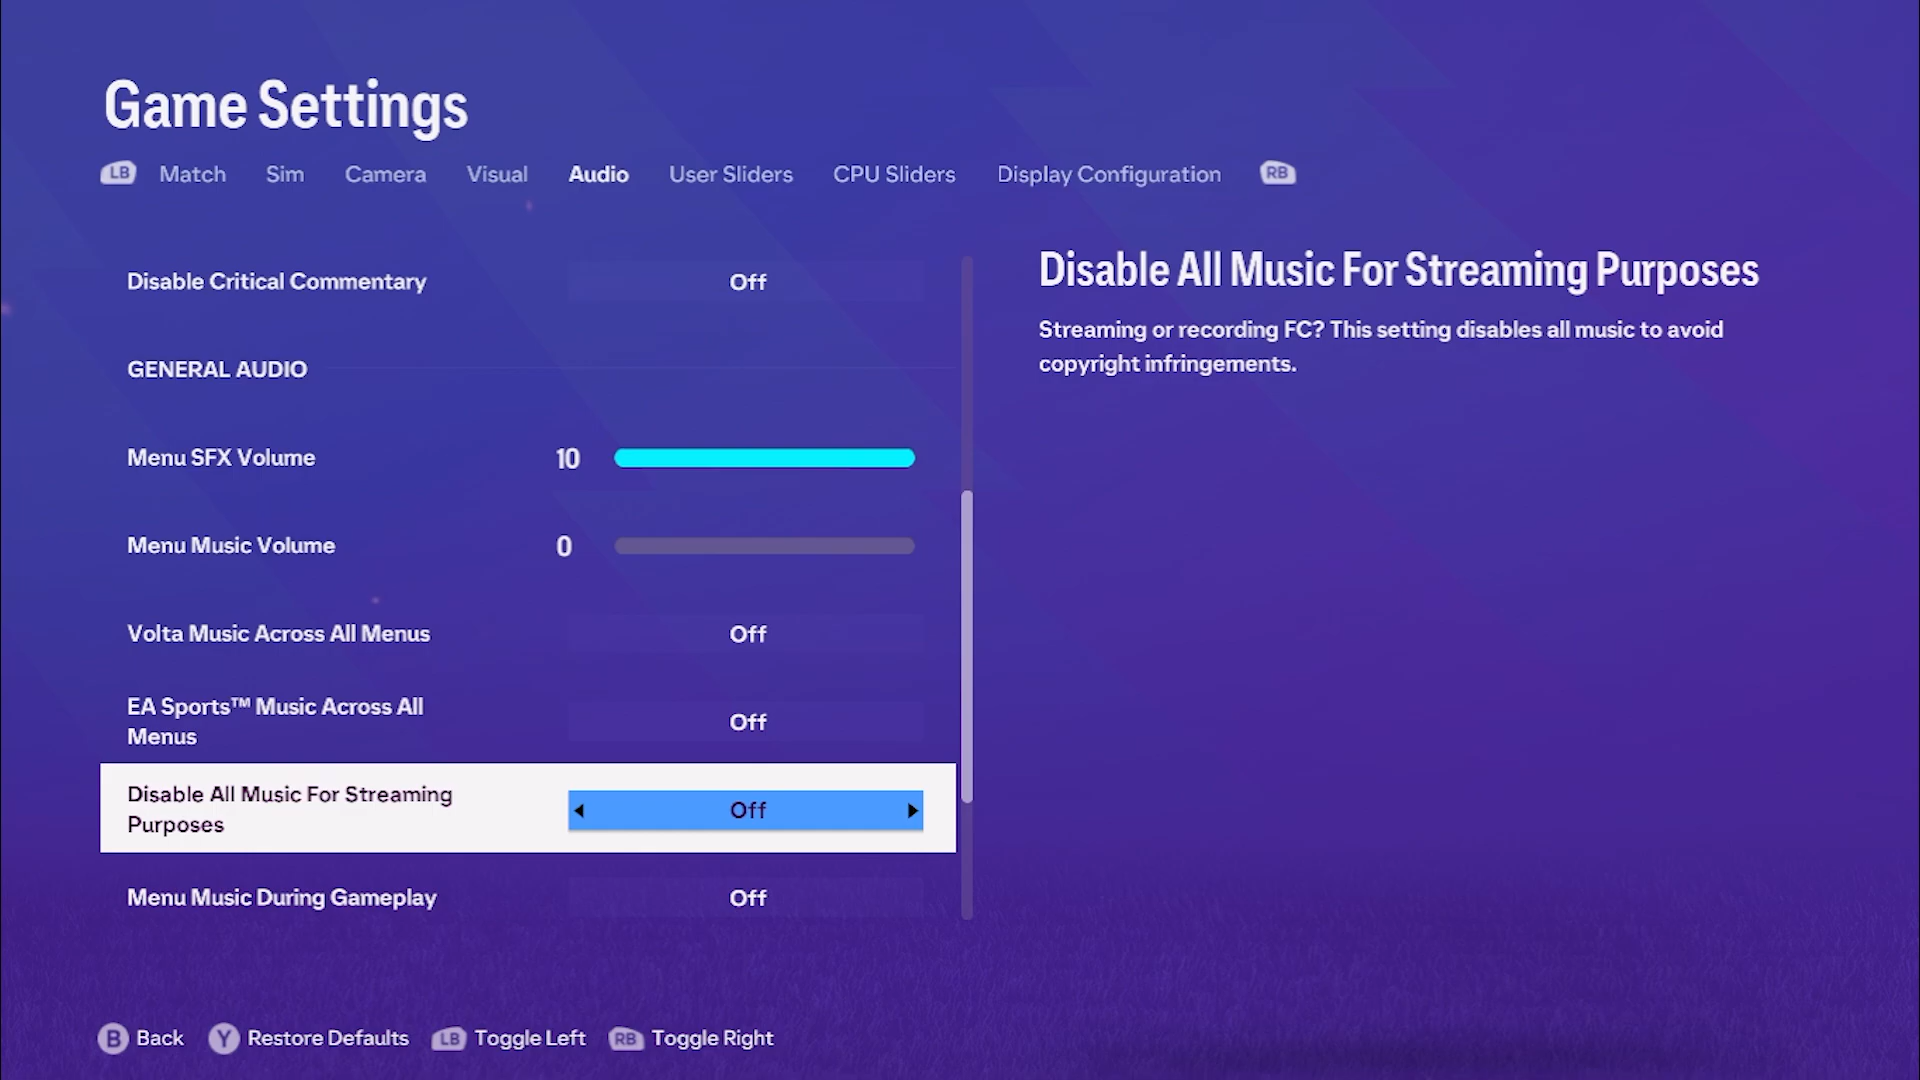 Game Settings
LB Match Sim Camera Visual Audio User Sliders CPU Sliders Display Configuration RB
Disable Critical Commentary Off
GENERAL AUDIO
Menu SFX Volume 10
Menu Music Volume 0
Volta Music Across All Menus Off
EA Sports™ Music Across All
Menus
Off
Disable All Music For Streaming
Purposes
Off
Menu Music During Gameplay Off
Disable All Music For Streaming Purposes
Streaming or recording FC? This setting disables all music to avoid
copyright infringements.
B Back Y Restore Defaults LB Toggle Left RB Toggle Right